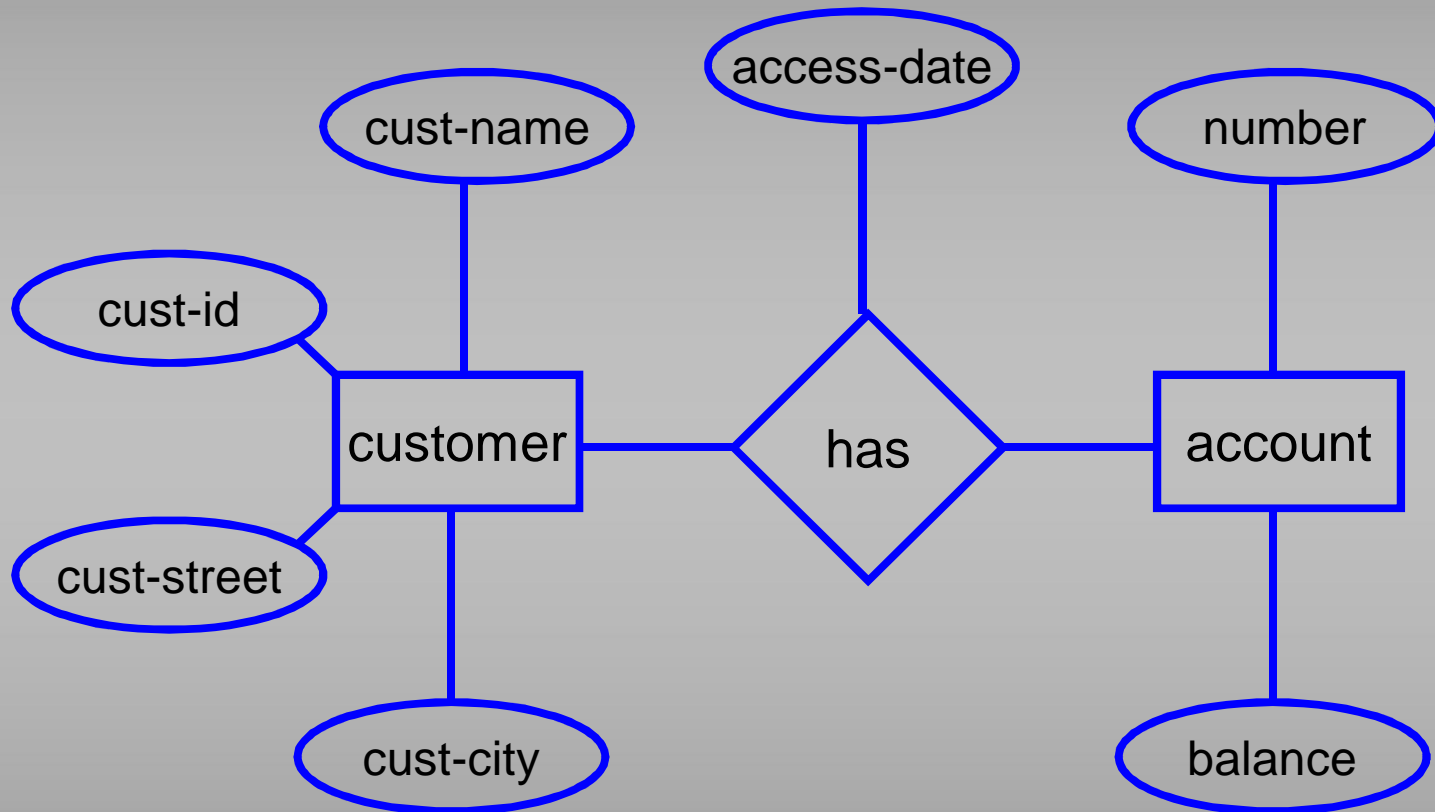 access-date
cust-name
number
cust-id
customer
has
account
cust-street
cust-city
balance